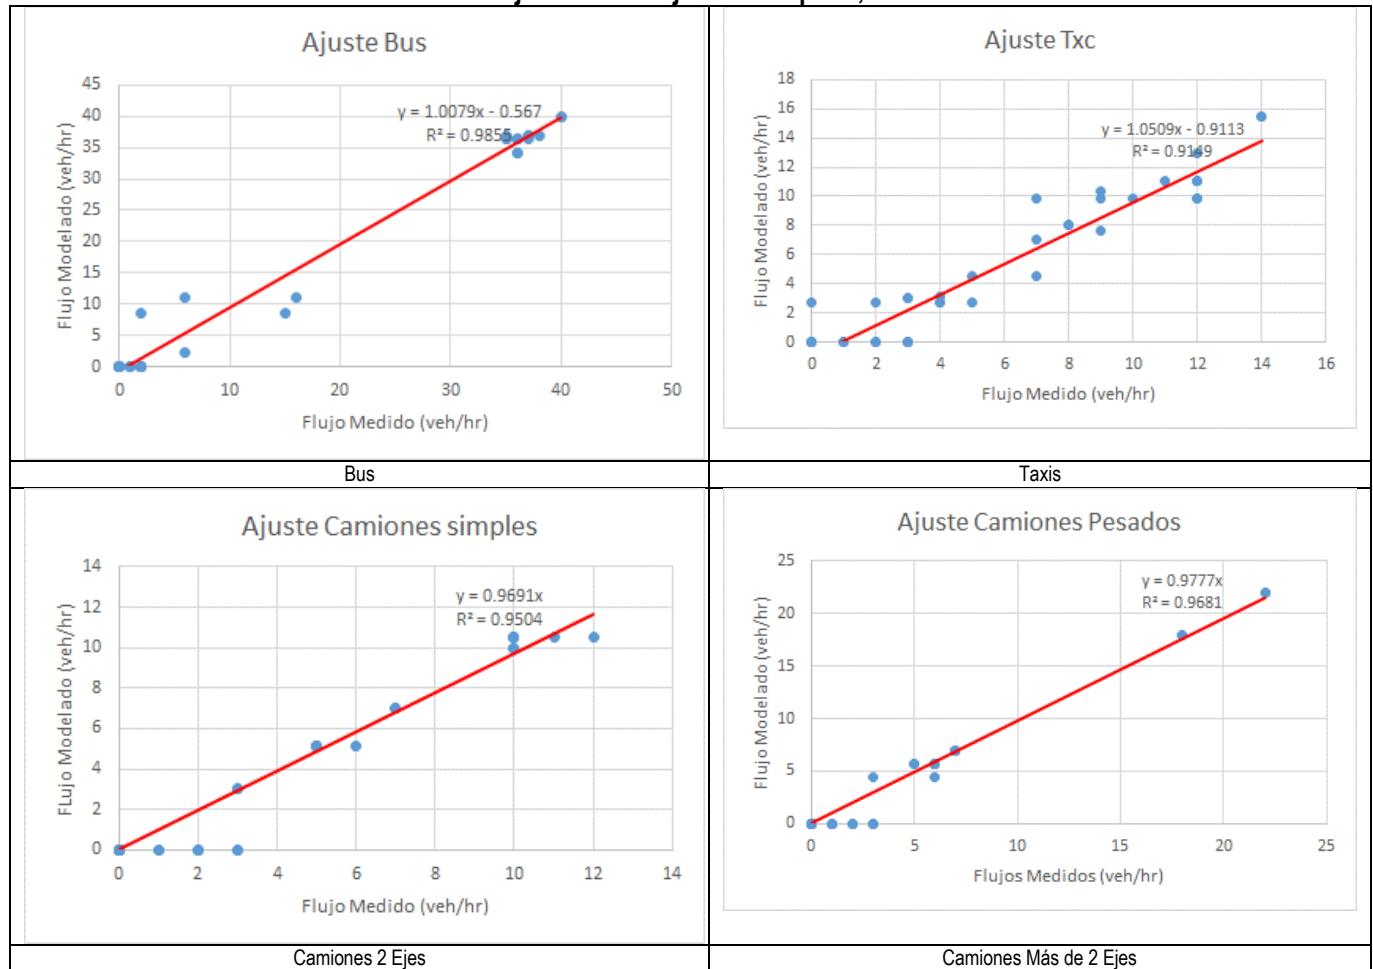 Ajuste Bus
45
40
35
30
25
20
15
10
5
0
0 10 20 30 40 50
y = 1.0079x - 0.567
R² = 0.9855
Flujo Modelado (veh/hr)
Flujo Medido (veh/hr)
Bus
Ajuste Txc
18
16
14
12
10
8
6
4
2
0
0 2 4 6 8 10 12 14 16
y = 1.0509x - 0.9113
R² = 0.9149
Flujo Modelado (veh/hr)
Flujo Medido (veh/hr)
Taxis
Ajuste Camiones simples
14
12
10
8
6
4
2
0
0 2 4 6 8 10 12 14
y = 0.9691x
R² = 0.9504
FLujo Modelado (veh/hr)
Flujo Medido (veh/hr)
Camiones 2 Ejes
Ajuste Camiones Pesados
25
20
15
10
5
0
0 5 10 15 20 25
y = 0.9777x
R² = 0.9681
Flujo Modelado (veh/hr)
Flujos Medidos (veh/hr)
Camiones Más de 2 Ejes